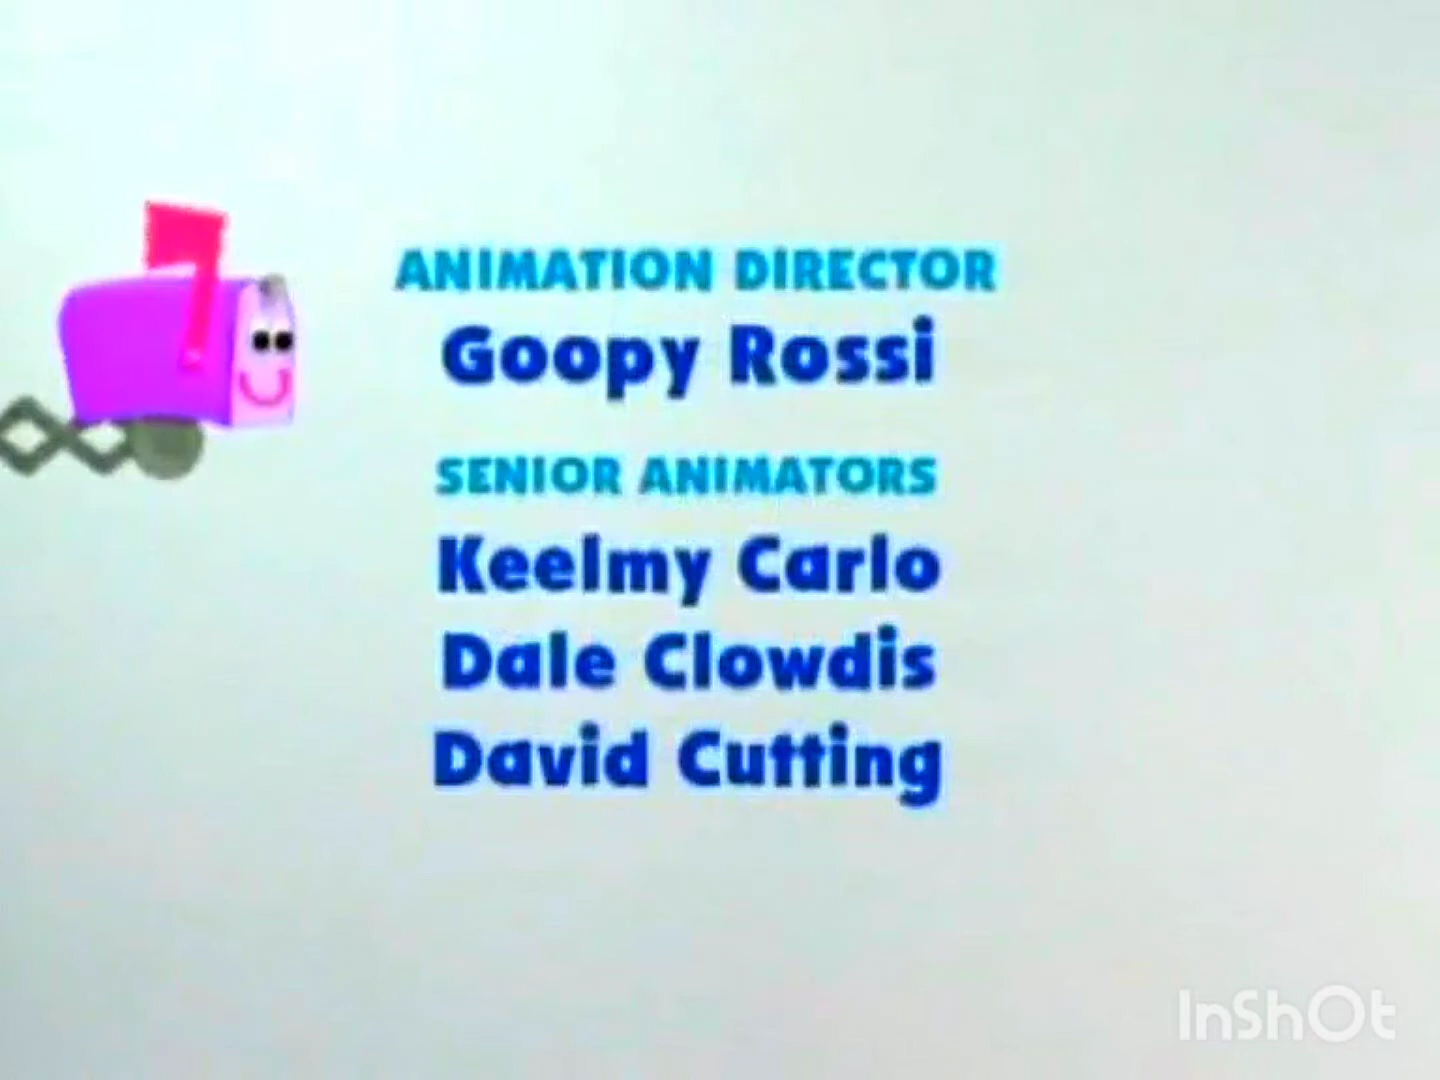 ANIMATION DIRECTOR
Goopy Rossi
SENIOR ANIMATORS
Keelmy Carlo
Dale Clowdis
David Cutting
InShOt